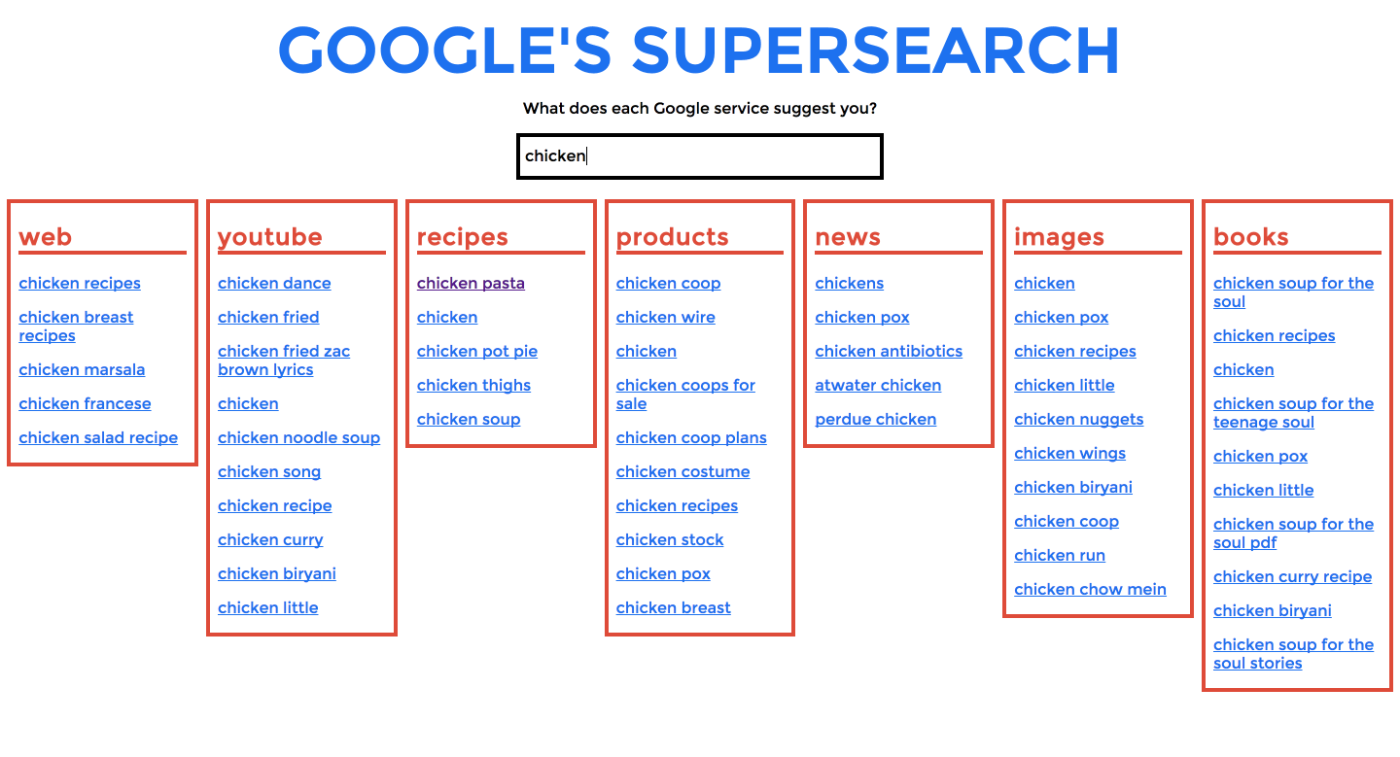 GOOGLE'S SUPERSEARCH
What does each Google service suggest you?
chicken
web
chicken recipes
chicken breast
recipes
chicken marsala
chicken francese
chicken salad recipe
youtube
chicken dance
chicken fried
chicken fried zac
brown lyrics
chicken
chicken noodle soup
chicken song
chicken recipe
chicken curry
chicken biryani
chicken little
recipes
chicken pasta
chicken
chicken pot pie
chicken thighs
chicken soup
products
chicken coop
chicken wire
chicken
chicken coops for
sale
chicken coop plans
chicken costume
chicken recipes
chicken stock
chicken pox
chicken breast
news
chickens
chicken pox
chicken antibiotics
atwater chicken
perdue chicken
images
chicken
chicken pox
chicken recipes
chicken little
chicken nuggets
chicken wings
chicken biryani
chicken coop
chicken run
chicken chow mein
books
chicken soup for the
soul
chicken recipes
chicken
chicken soup for the
teenage soul
chicken pox
chicken little
chicken soup for the
soul pdf
chicken curry recipe
chicken biryani
chicken soup for the
soul stories